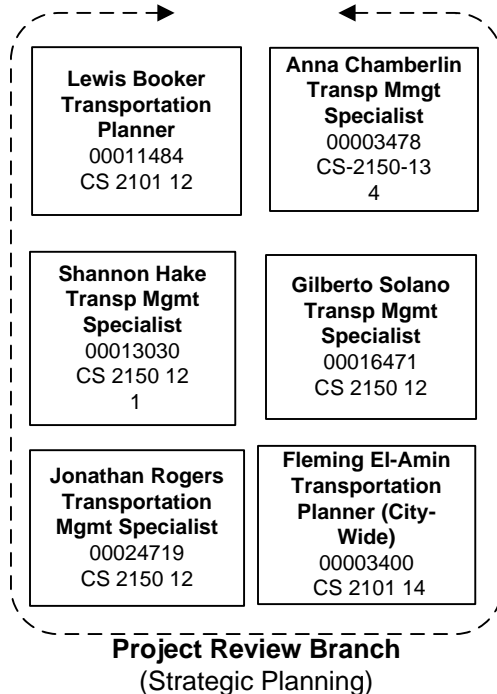 Lewis Booker
Transportation
Planner
00011484
CS 2101 12
Anna Chamberlin
Transp Mmgt
Specialist
00003478
CS-2150-13
4
Shannon Hake
Transp Mgmt
Specialist
00013030
CS 2150 12
1
Gilberto Solano
Transp Mgmt
Specialist
00016471
CS 2150 12
Jonathan Rogers
Transportation
Mgmt Specialist
00024719
CS 2150 12
Fleming El-Amin
Transportation
Planner (City-
Wide)
00003400
CS 2101 14
Project Review Branch
(Strategic Planning)